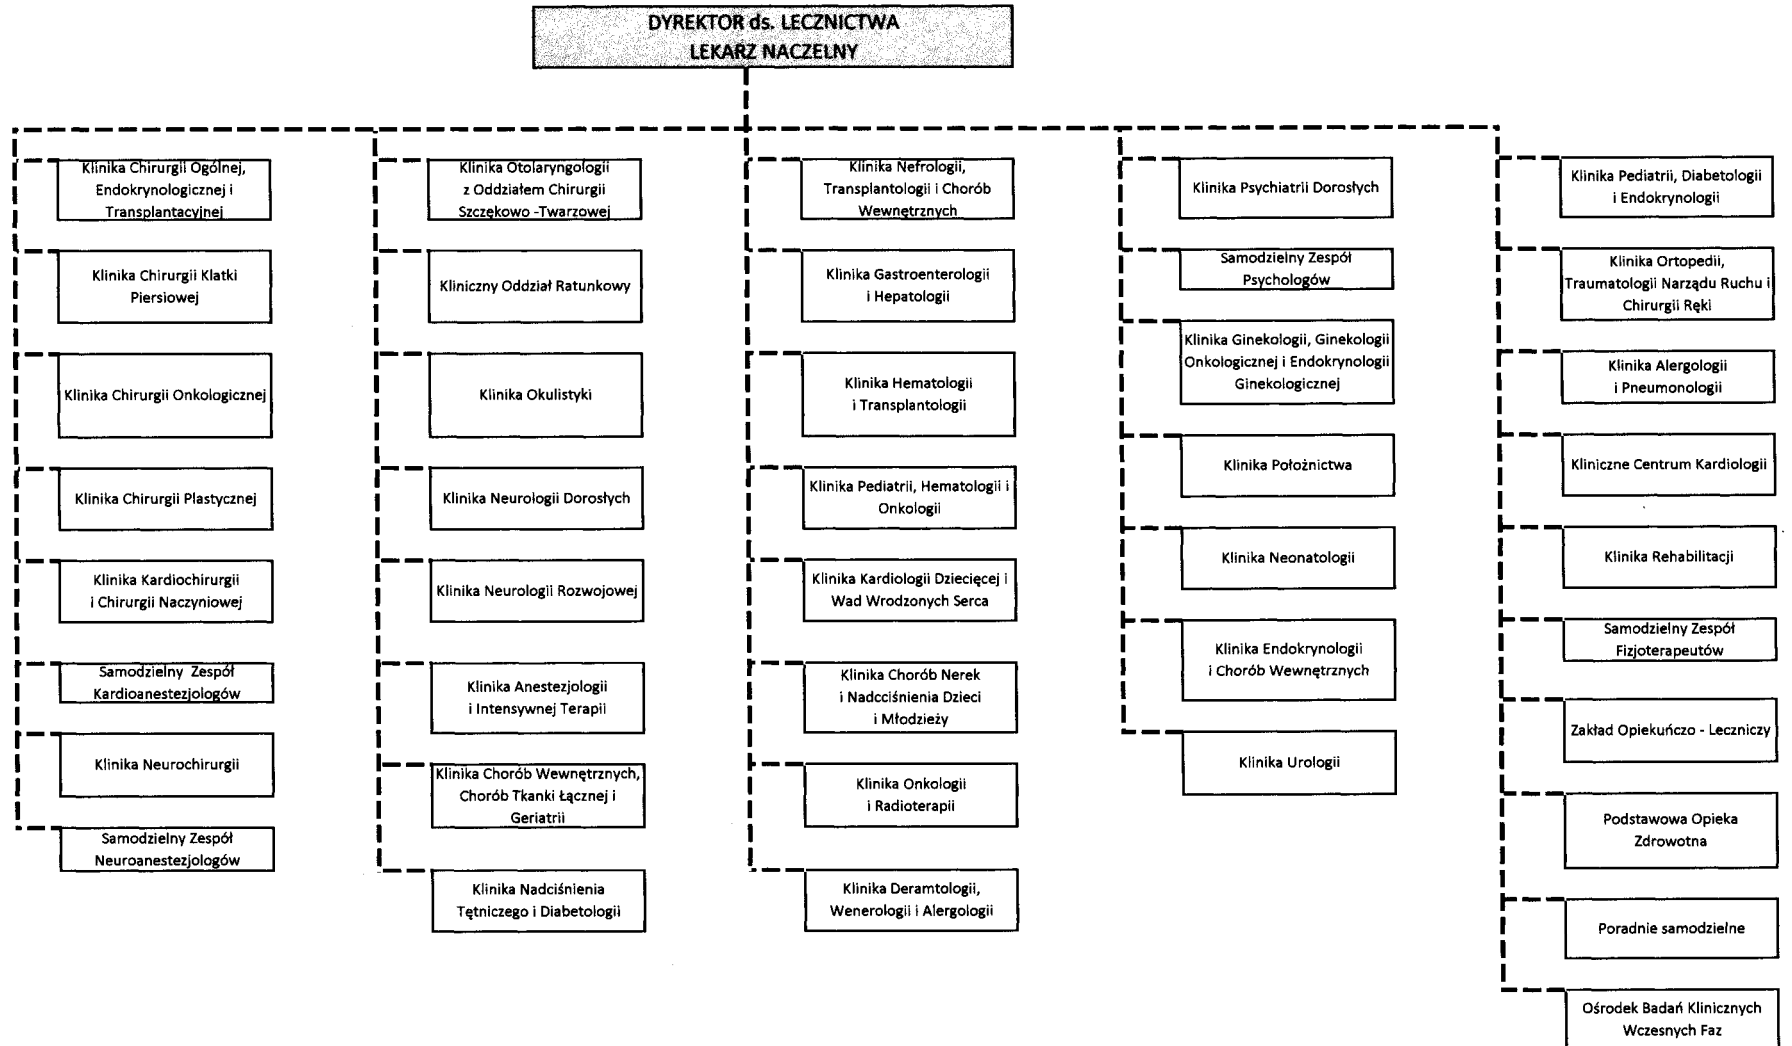 DYREKTOR ds. LECZNICTWA
LEKARZ NACZELNY
Klinika Chirurgii Ogólnej,
Endokrynologicznej i
Transplantacyjnej
Klinika Chirurgii Klatki
Piersiowej
Klinika Chirurgii Onkologicznej
Klinika Chirurgii Plastycznej
Klinika Kardiochirurgii
i Chirurgii Naczyniowej
Samodzielny Zespół
Kardioanestezjologów
Klinika Neurochirurgii
Samodzielny Zespół
Neuroanestezjologów
Klinika Otolaryngologii
z Oddziałem Chirurgii
Szczękowo -Twarzowej
Kliniczny Oddział Ratunkowy
Klinika Okulistyki
Klinika Neurologii Dorosłych
Klinika Neurologii Rozwojowej
Klinika Anestezjologii
i Intensywnej Terapii
Klinika Chorób Wewnętrznych,
Chorób Tkanki Łącznej i
Geriatrii
Klinika Nadciśnienia
Tętniczego i Diabetologii
Klinika Nefrologii,
Transplantologii i Chorób
Wewnętrznych
Klinika Gastroenterologii
i Hepatologii
Klinika Hematologii
i Transplantologii
Klinika Pediatrii, Hematologii i
Onkologii
Klinika Kardiologii Dziecięcej i
Wad Wrodzonych Serca
Klinika Chorób Nerek
i Nadcciśnienia Dzieci
i Młodzieży
Klinika Onkologii
i Radioterapii
Klinika Deramtologii,
Wenerologii i Alergologii
Klinika Psychiatrii Dorosłych
Samodzielny Zespół
Psychologów
Klinika Ginekologii, Ginekologii
Onkologicznej i Endokrynologii
Ginekologicznej
Klinika Położnictwa
Klinika Neonatologii
Klinika Endokrynologii
i Chorób Wewnętrznych
Klinika Urologii
Klinika Pediatrii, Diabetologii
i Endokrynologii
Klinika Ortopedii,
Traumatologii Narządu Ruchu i
Chirurgii Ręki
Klinika Alergologii
i Pneumonologii
Kliniczne Centrum Kardiologii
Klinika Rehabilitacji
Samodzielny Zespół
Fizjoterapeutów
Zakład Opiekuńczo - Leczniczy
Podstawowa Opieka
Zdrowotna
Poradnie samodzielne
Ośrodek Badań Klinicznych
Wczesnych Faz